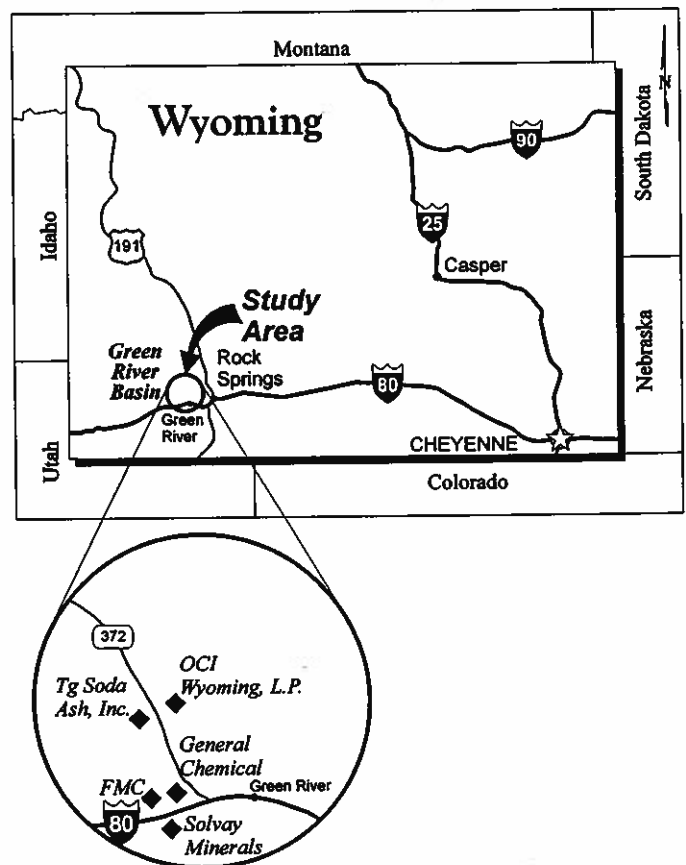 Montana
N
Wyoming
South Dakota
90
Idaho
25
191
Casper
Study
Area
Green
River
Basin
Rock
Springs
Nebraska
80
Green
River
CHEYENNE
Utah
Colorado
372
OCI
Wyoming, L.P.
Tg Soda
Ash, Inc.
General
Chemical
FMC
Green River
80
Solvay
Minerals